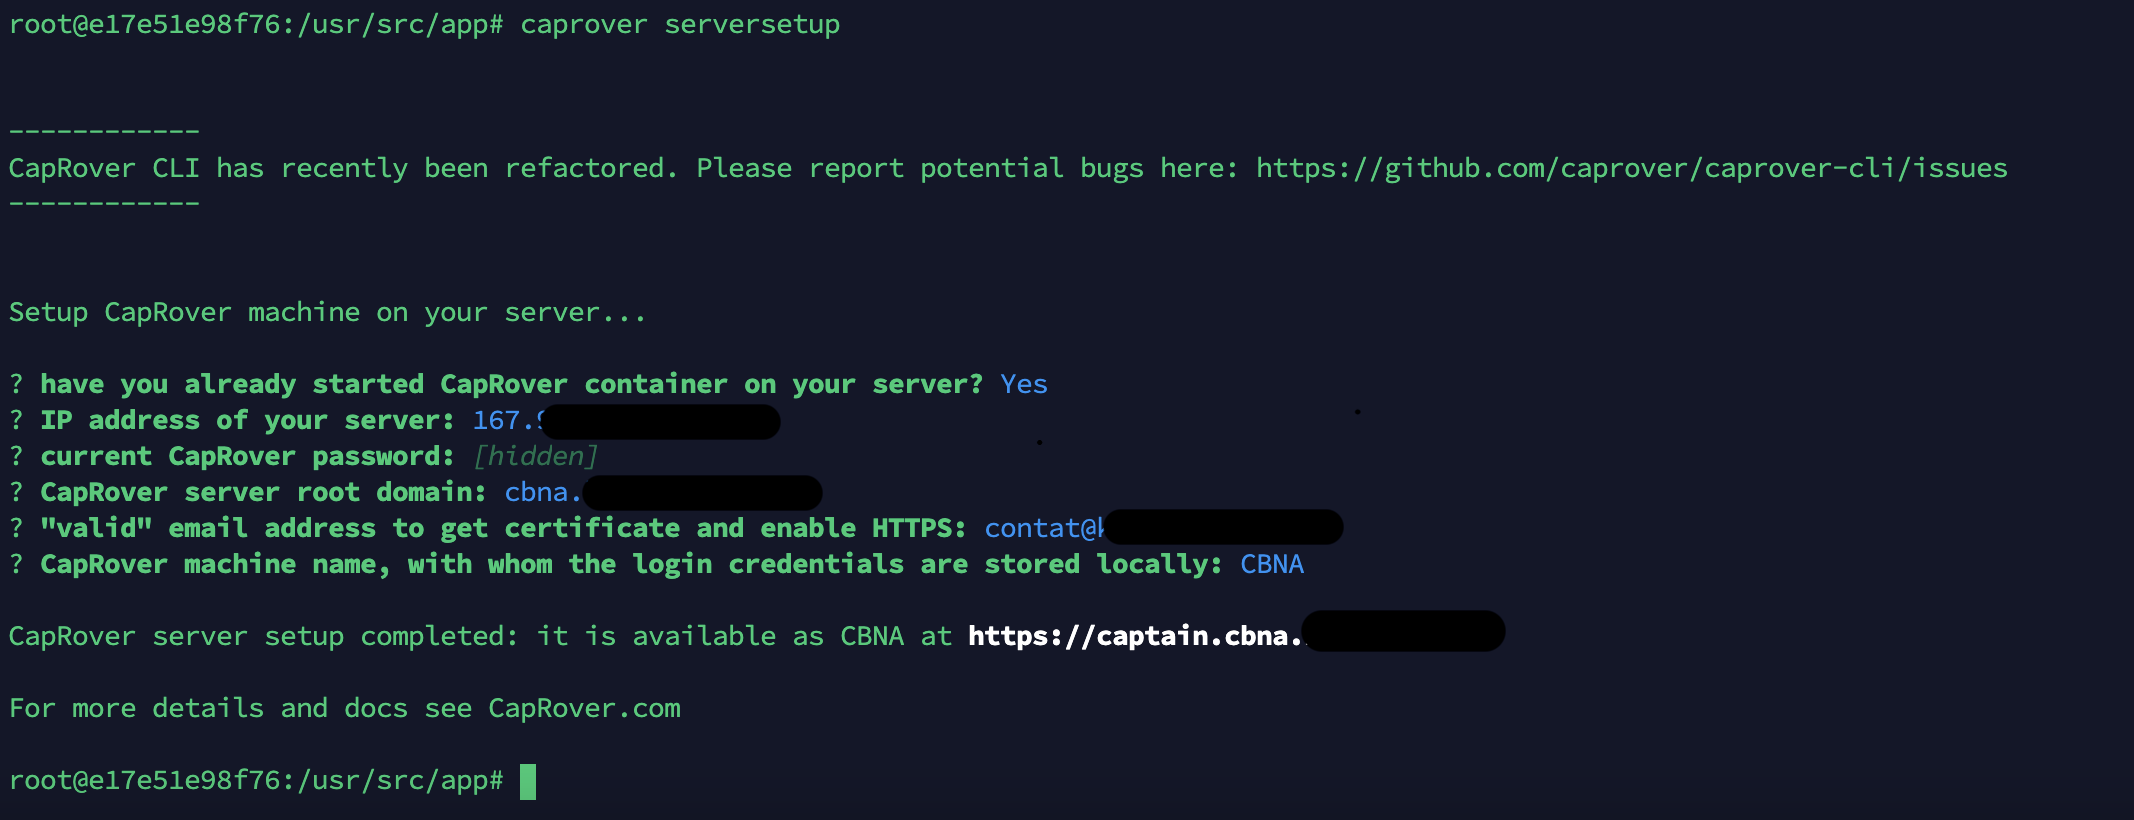 root@e17e51e98f76:/usr/src/app# caprover serversetup
------------
CapRover CLI has recently been refactored. Please report potential bugs here: https://github.com/caprover/caprover-cli/issues
------------
Setup CapRover machine on your server...
? have you already started CapRover container on your server? Yes
? IP address of your server: 167.
? current CapRover password: [hidden]
? CapRover server root domain: cbna.
? "valid" email address to get certificate and enable HTTPS: contat@
? CapRover machine name, with whom the login credentials are stored locally: CBNA
CapRover server setup completed: it is available as CBNA at https://captain.cbna.
For more details and docs see CapRover.com
root@e17e51e98f76:/usr/src/app#